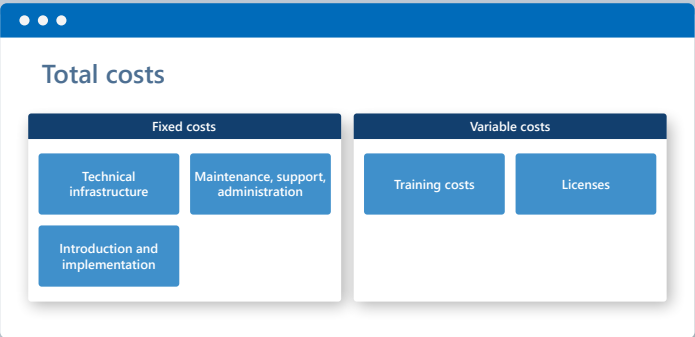 Total costs
Fixed costs
Technical
infrastructure
Maintenance, support,
administration
Introduction and
implementation
Variable costs
Training costs
Licenses